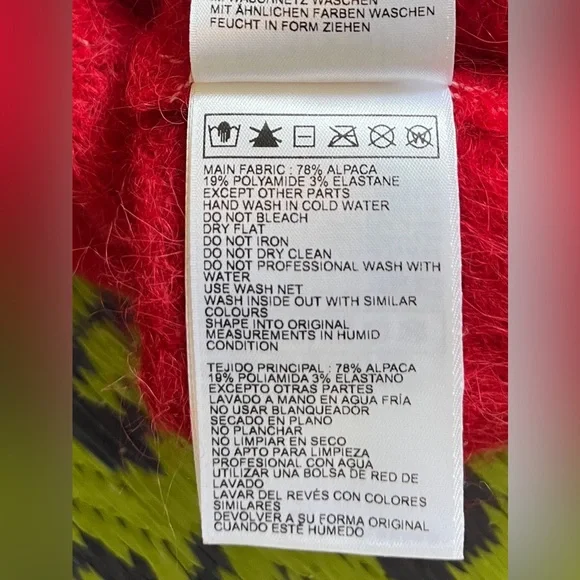 MIT ÄHNLICHEN FARBEN WASCHEN
FEUCHT IN FORM ZIEHEN
W
MAIN FABRIC : 78% ALPACA
19% POLYAMIDE 3% ELASTANE
EXCEPT OTHER PARTS
HAND WASH IN COLD WATER
DO NOT BLEACH
DRY FLAT
DO NOT IRON
DO NOT DRY CLEAN
DO NOT PROFESSIONAL WASH WITH
WATER
USE WASH NET
WASH INSIDE OUT WITH SIMILAR
COLOURS
SHAPE INTO ORIGINAL
MEASUREMENTS IN HUMID
CONDITION
TEJIDO PRINCIPAL : 78% ALPACA
19% POLIAMIDA 3% ELASTANO
EXCEPTO OTRAS PARTES
LAVADO A MANO EN AGUA FRÍA
NO USAR BLANQUEADOR
SECADO EN PLANO
NO PLANCHAR
NO LIMPIAR EN SECO
NO APTO PARA LIMPIEZA
PROFESIONAL CON AGUA
UTILIZAR UNA BOLSA DE RED DE
LAVADO
LAVAR DEL REVÉS CON COLORES
SIMILARES
DEVOLVER A SU FORMA ORIGINAL
CUANDO ESTÉ HÚMEDO